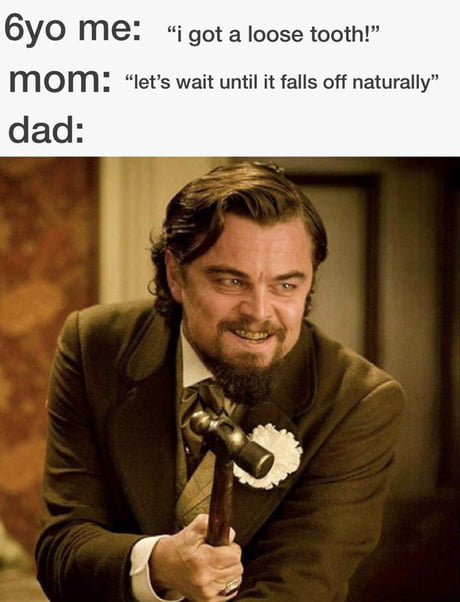 6yo me: “i got a loose tooth!”
mom: “let’s wait until it falls off naturally”
dad: